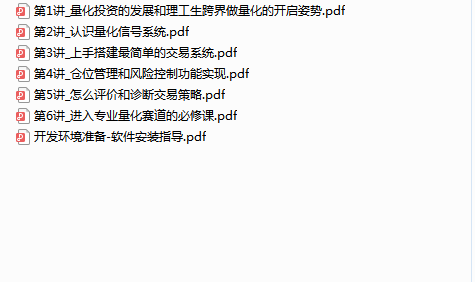 第1讲_量化投资的发展和理工生跨界做量化的开启姿势.pdf
第2讲_认识量化信号系统.pdf
第3讲_上手搭建最简单的交易系统.pdf
第4讲_仓位管理和风险控制功能实现.pdf
第5讲_怎么评价和诊断交易策略.pdf
第6讲_进入专业量化赛道的必修课.pdf
开发环境准备-软件安装指导.pdf